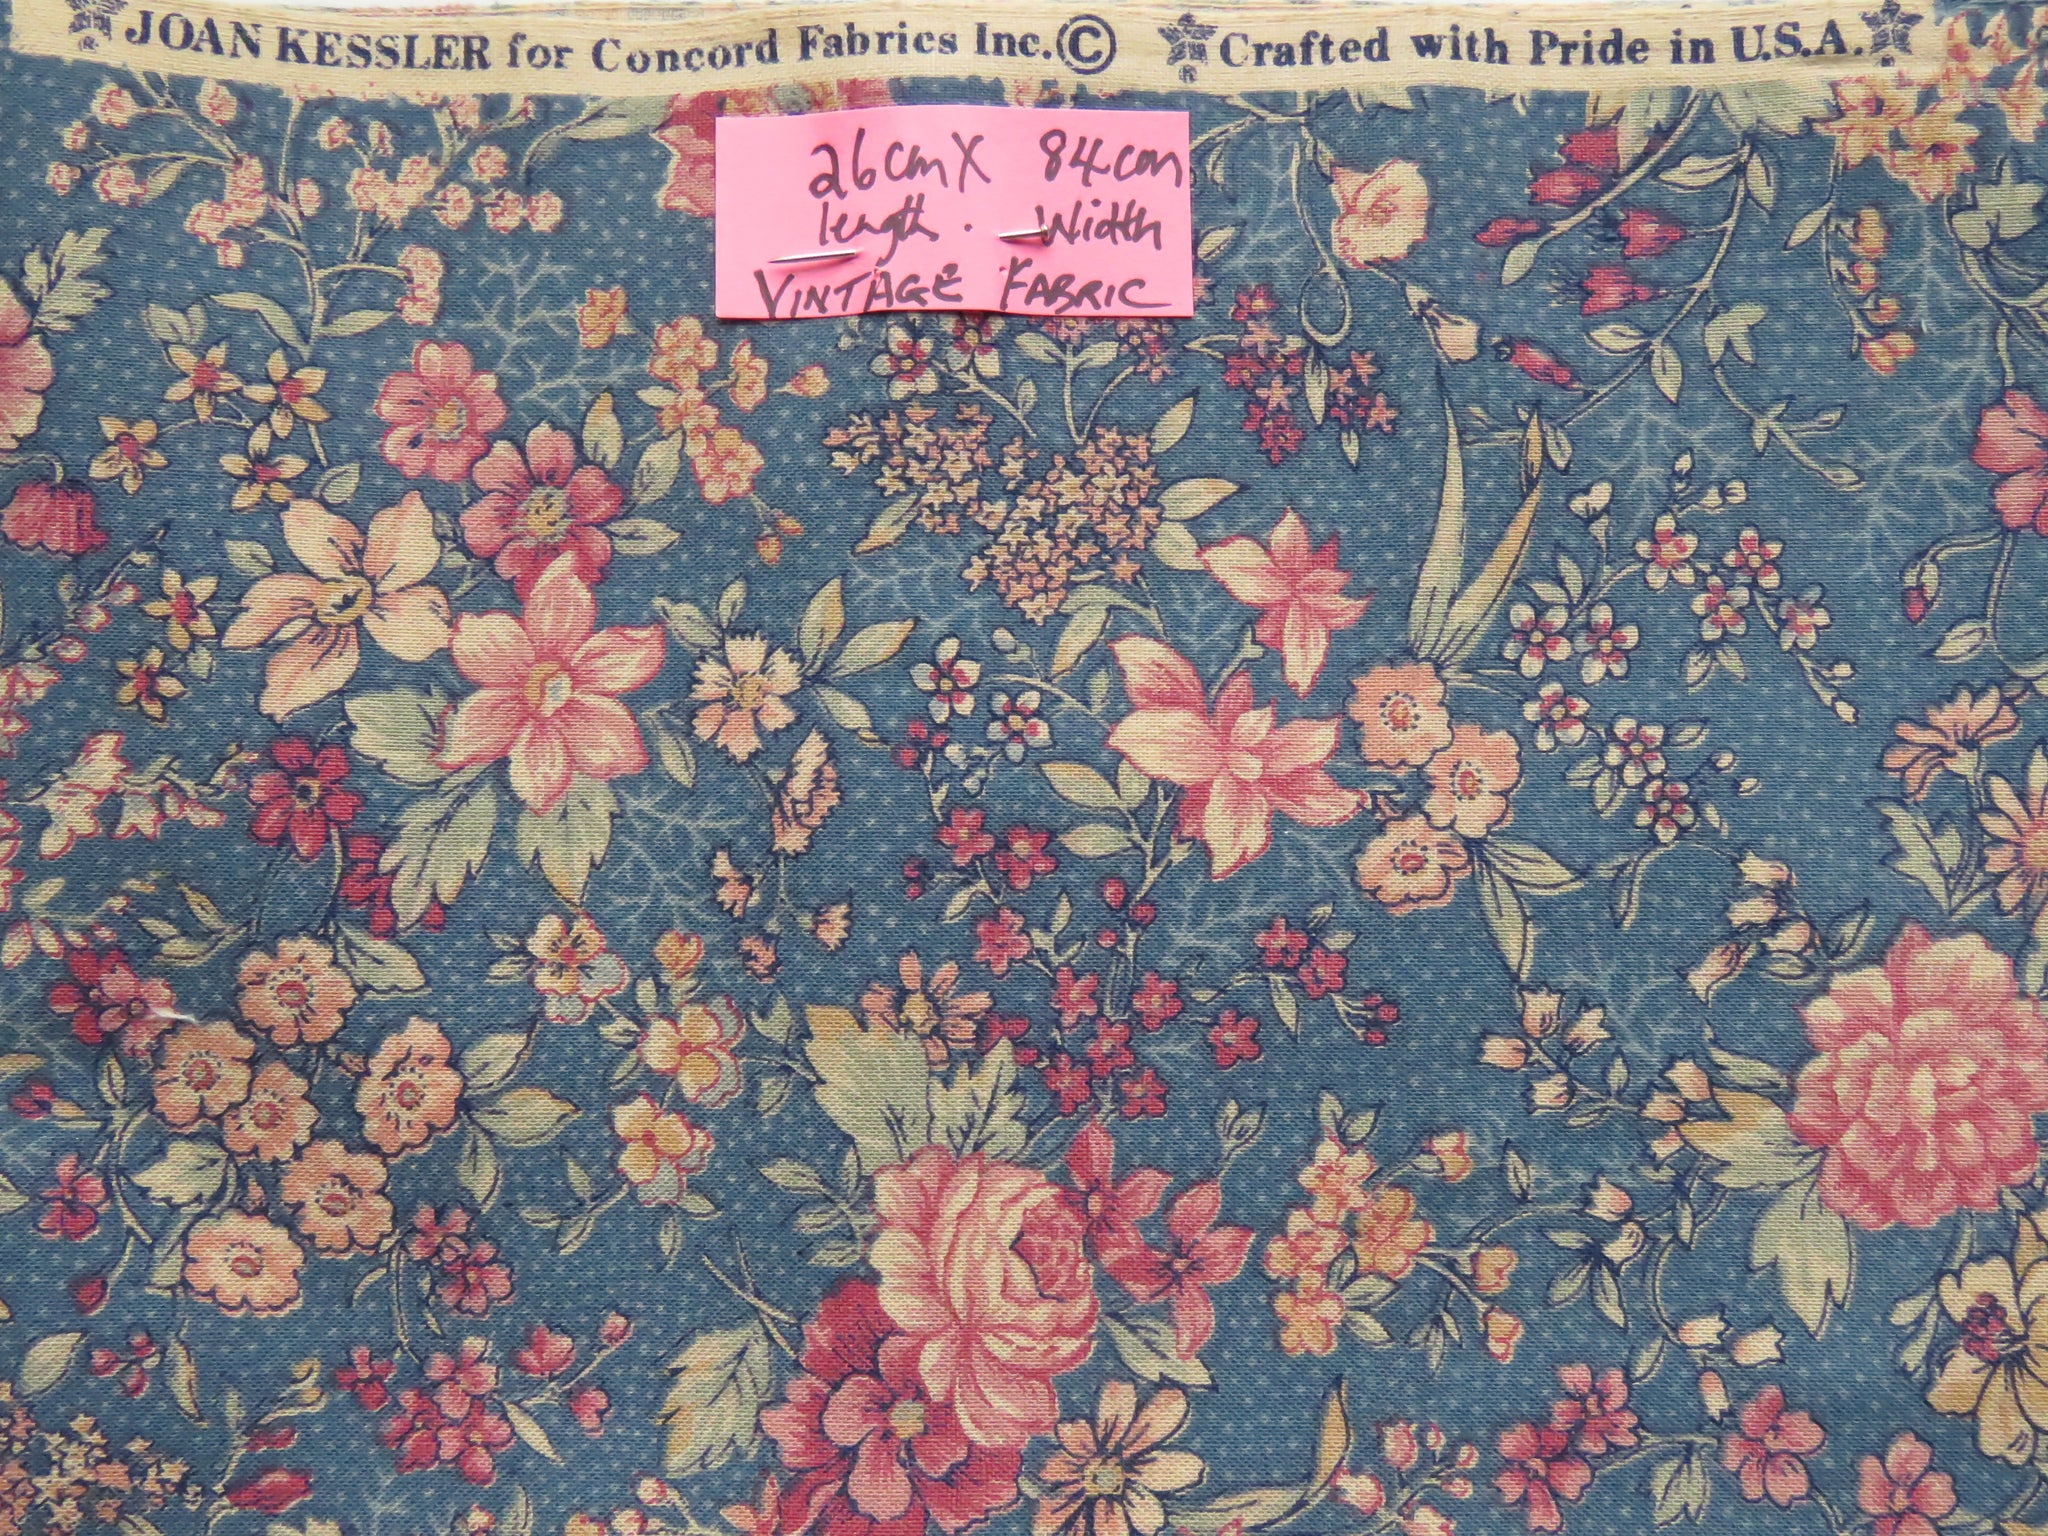 JOAN KESSLER for Concord Fabrics Inc.© ® Crafted with Pride in U.S.A. ®
26cm X 84cm
length . Width
VINTAGE FABRIC